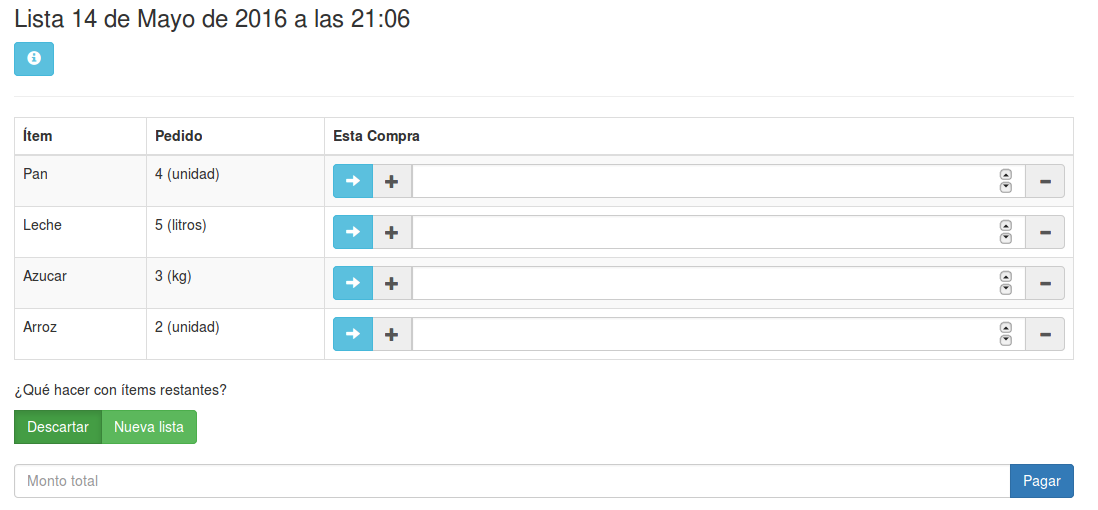 Lista 14 de Mayo de 2016 a las 21:06
Ítem Pedido Esta Compra
Pan 4 (unidad)
Leche 5 (litros)
Azucar 3 (kg)
Arroz 2 (unidad)
¿Qué hacer con ítems restantes?
Descartar Nueva lista
Monto total Pagar